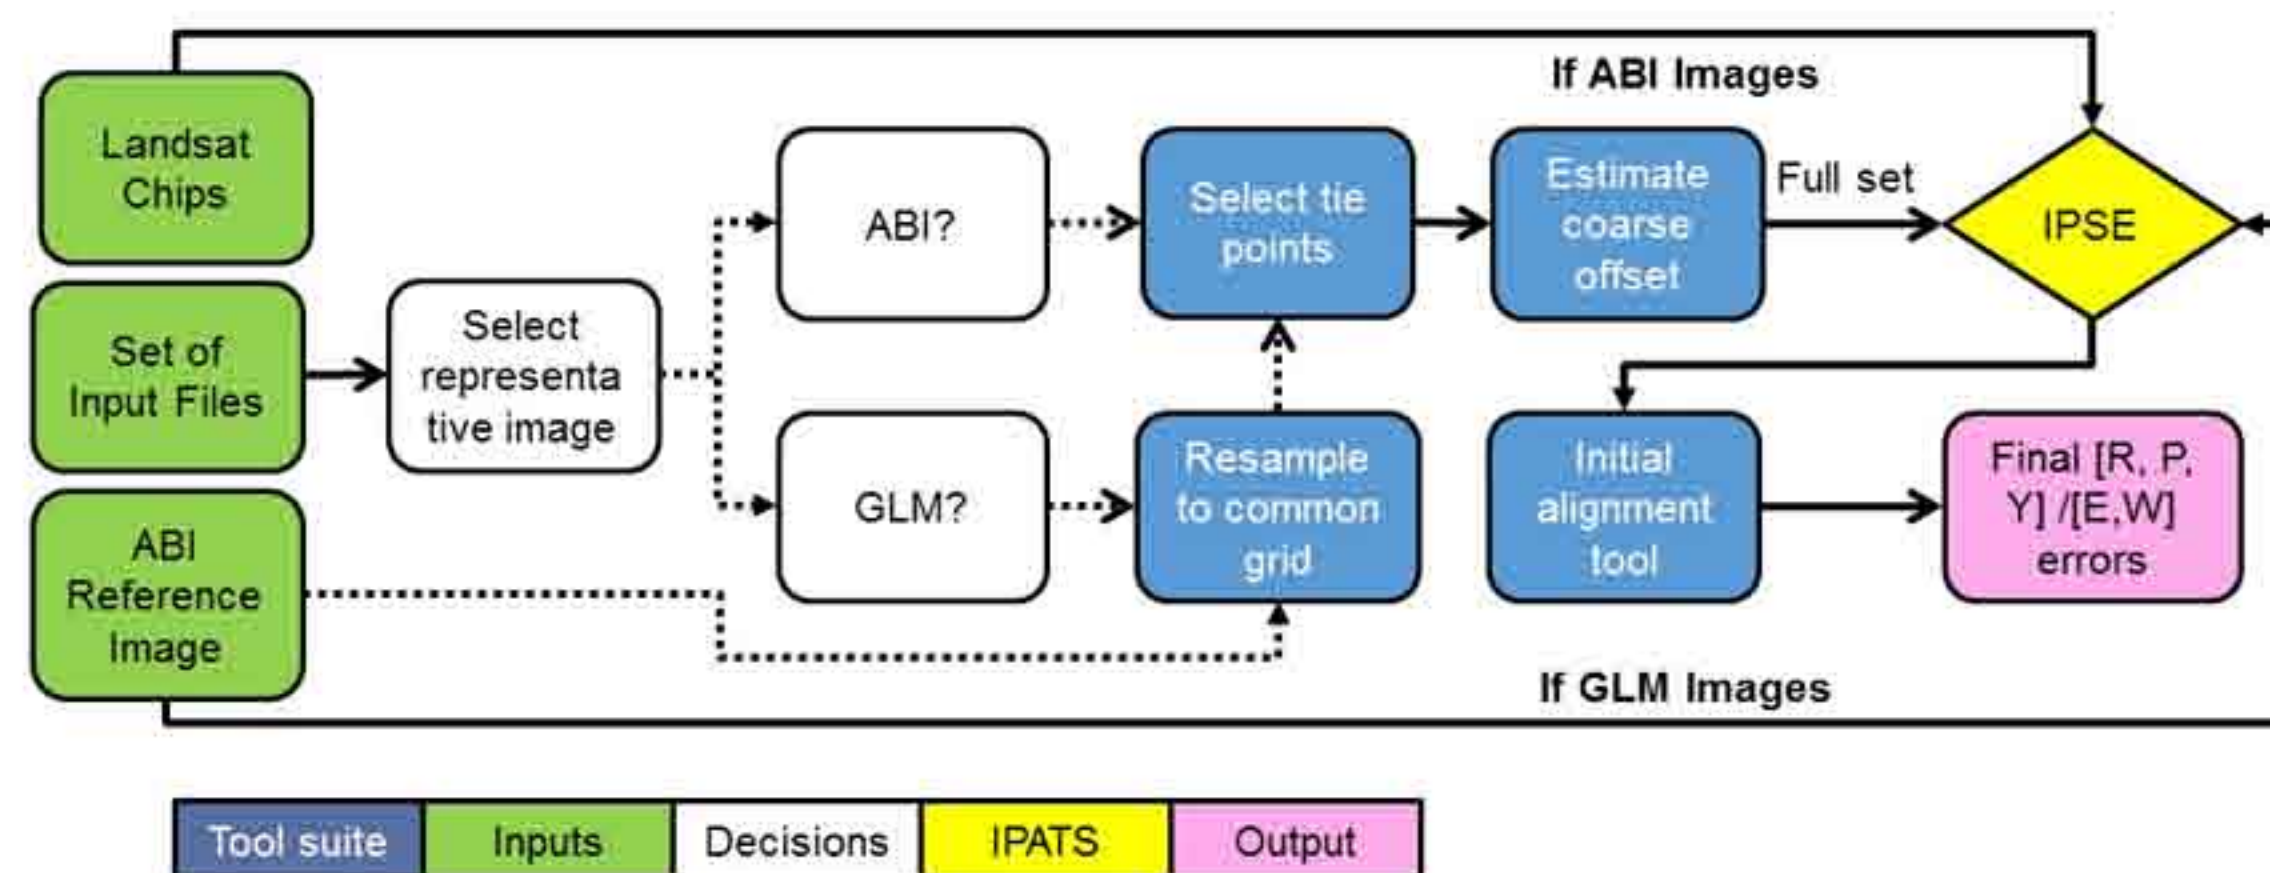 If ABI Images
Landsat
Chips
Set of
Input Files
ABI
Reference
Image
Select
representa
tive image
ABI?
GLM?
Select tie
points
Resample
to common
grid
Estimate
coarse
offset
Full set
IPSE
Initial
alignment
tool
Final [R, P,
Y] /[E,W]
errors
If GLM Images
Tool suite
Inputs
Decisions
IPATS
Output